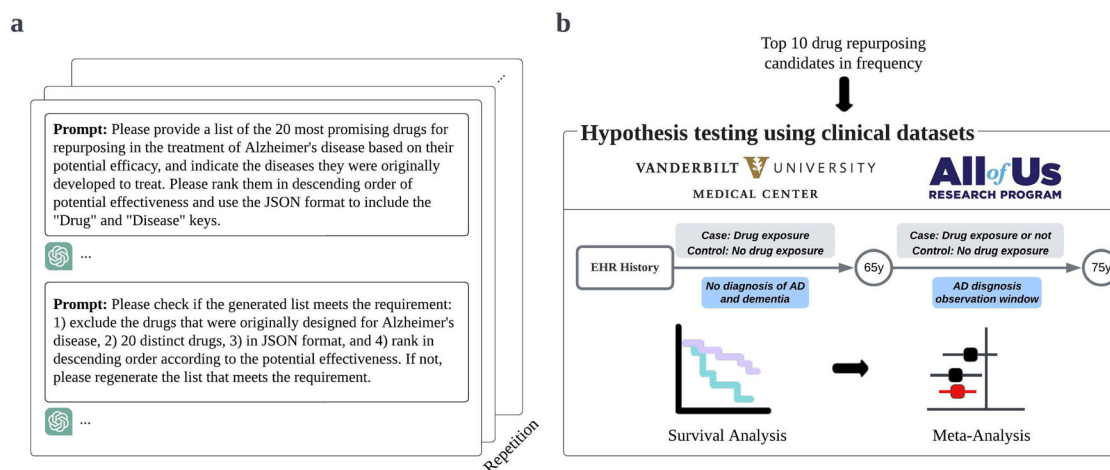 a
Prompt: Please provide a list of the 20 most promising drugs for
repurposing in the treatment of Alzheimer's disease based on their
potential efficacy, and indicate the diseases they were originally
developed to treat. Please rank them in descending order of
potential effectiveness and use the JSON format to include the
"Drug" and "Disease" keys.
...
Prompt: Please check if the generated list meets the requirement:
1) exclude the drugs that were originally designed for Alzheimer's
disease, 2) 20 distinct drugs, 3) in JSON format, and 4) rank in
descending order according to the potential effectiveness. If not,
please regenerate the list that meets the requirement.
...
...
Repetition
b
Top 10 drug repurposing
candidates in frequency
Hypothesis testing using clinical datasets
VANDERBILT V UNIVERSITY
MEDICAL CENTER
All of Us
RESEARCH PROGRAM
EHR History
Case: Drug exposure
Control: No drug exposure
No diagnosis of AD
and dementia
65y
Case: Drug exposure or not
Control: No drug exposure
AD disgnosis
observation window
75y
Survival Analysis
Meta-Analysis